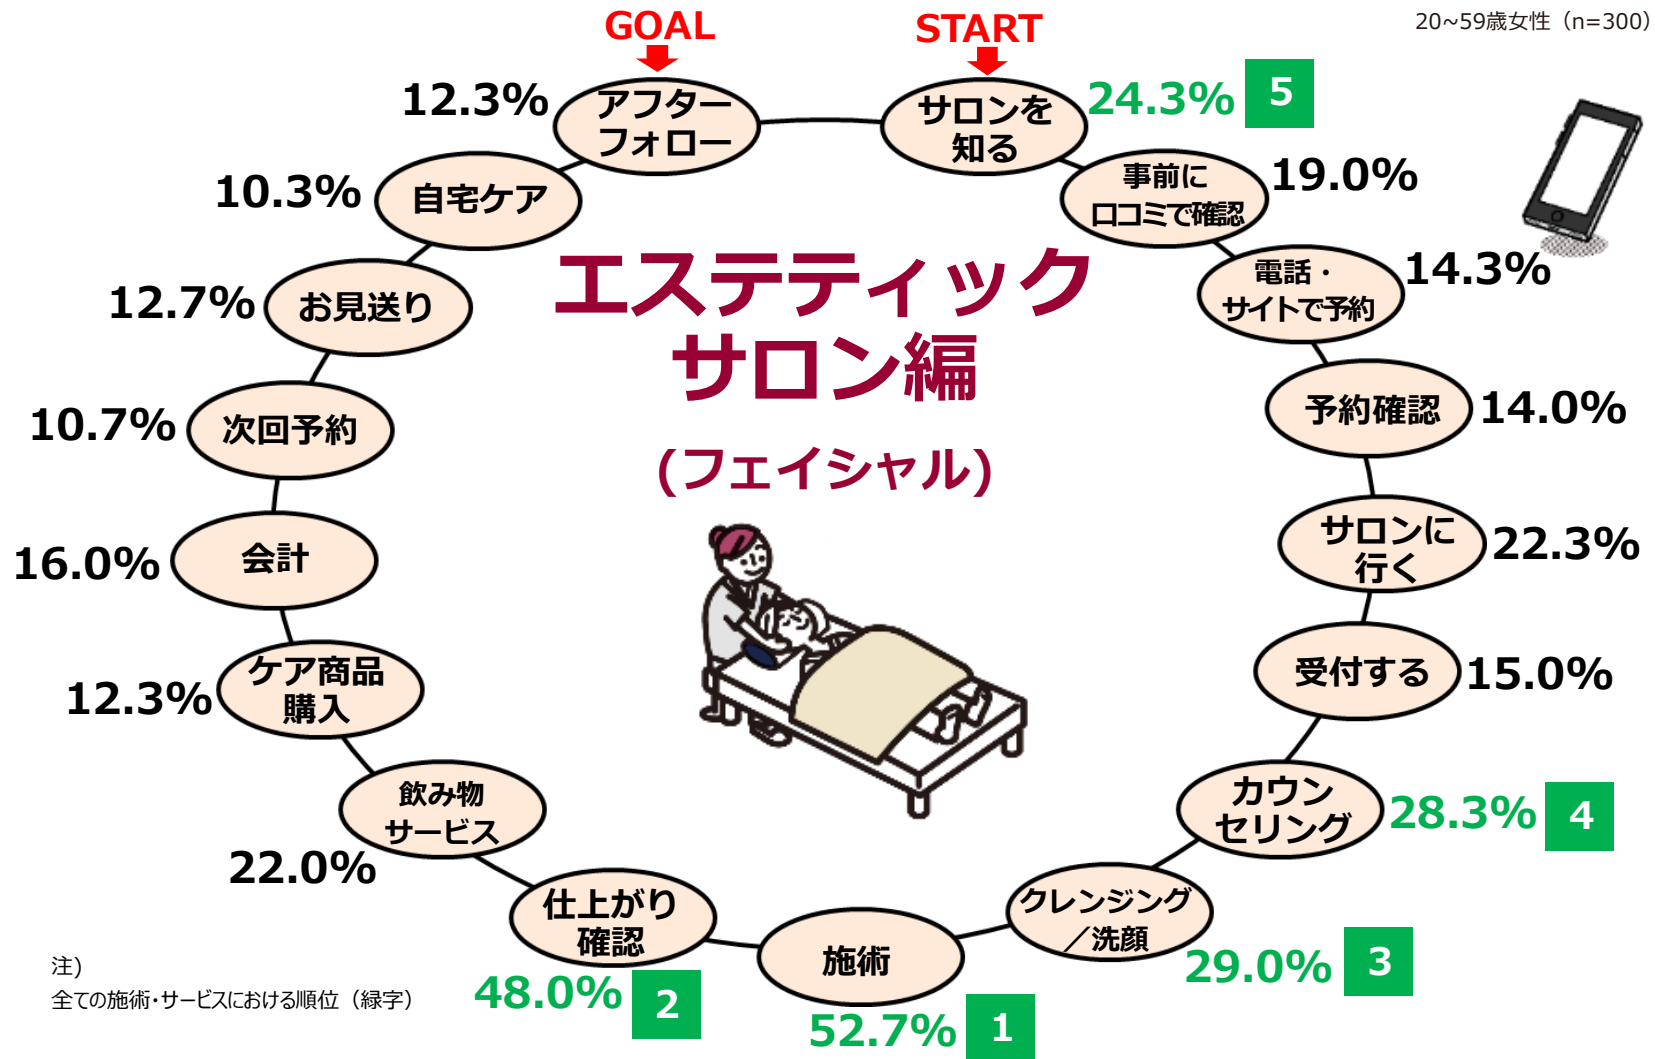 GOAL
START
20~59歳女性（n=300）
サロンを
知る
24.3%
5
事前に
口コミで確認
19.0%
電話・
サイトで予約
14.3%
予約確認
14.0%
サロンに
行く
22.3%
受付する
15.0%
カウン
セリング
28.3%
4
クレンジング
／洗顔
29.0%
3
施術
52.7%
1
仕上がり
確認
48.0%
2
飲み物
サービス
22.0%
ケア商品
購入
12.3%
会計
16.0%
次回予約
10.7%
お見送り
12.7%
自宅ケア
10.3%
アフター
フォロー
12.3%
エステティック
サロン編
(フェイシャル)
注)
全ての施術・サービスにおける順位（緑字）